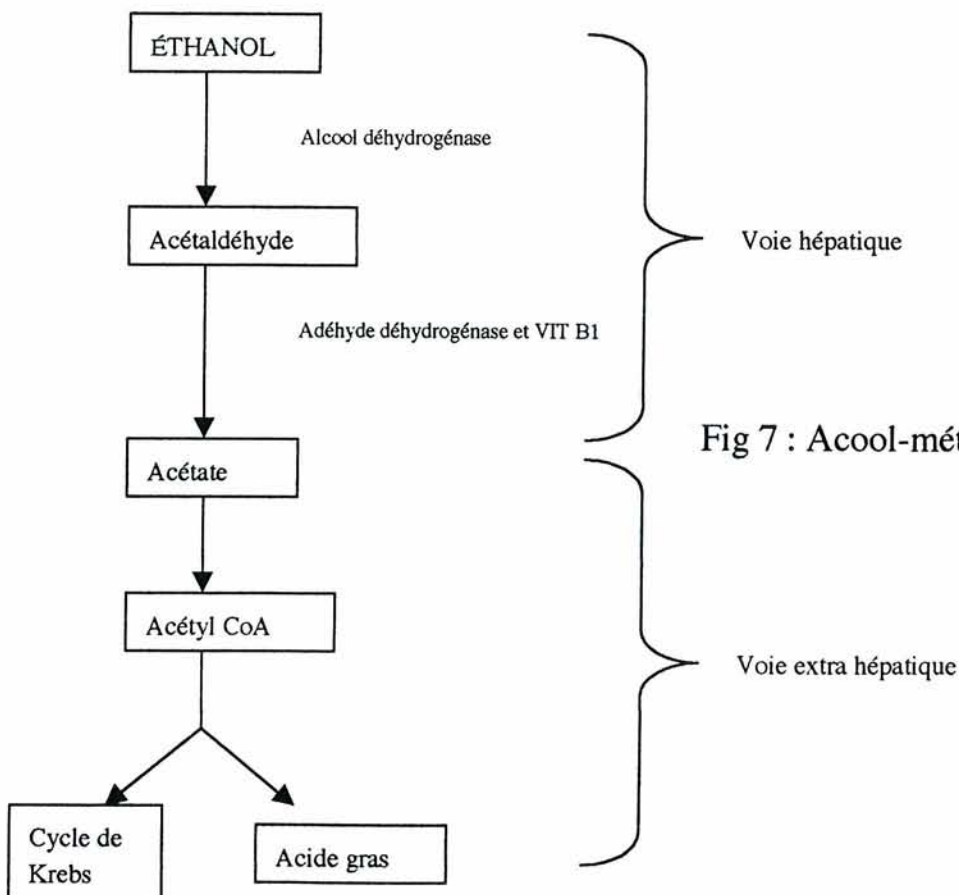 ÉTHANOL
Alcool déhydrogénase
Acétaldéhyde
Voie hépatique
Adéhyde déhydrogénase et VIT B1
Acétate
Fig 7 : Acool-mét
Acétyl CoA
Voie extra hépatique
Cycle de
Krebs
Acide gras